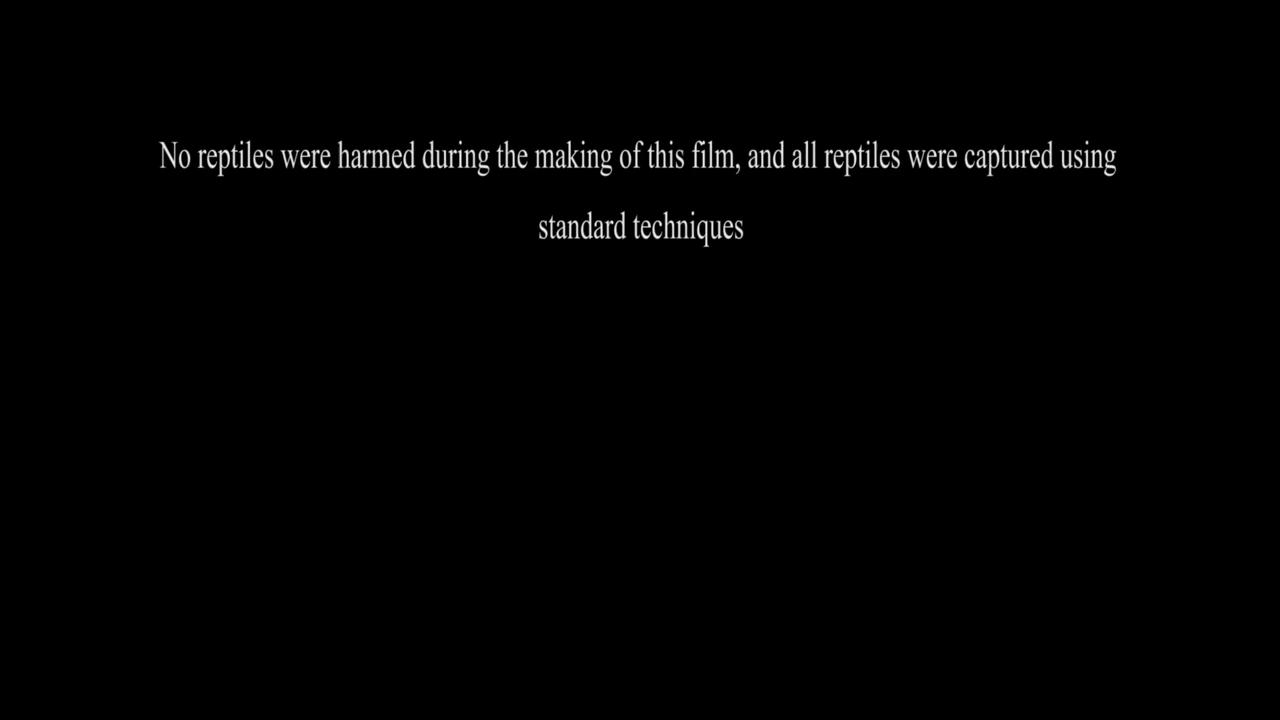 No reptiles were harmed during the making of this film, and all reptiles were captured using
standard techniques